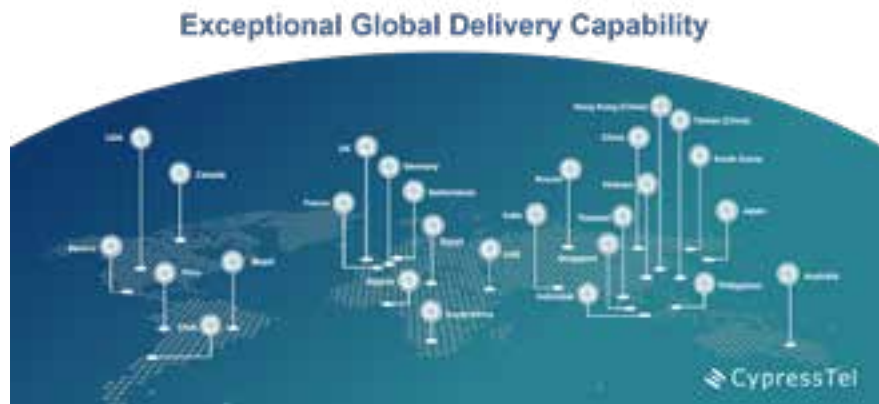 Exceptional Global Delivery Capability
Hong Kong (China)
Taiwan (China)
USA
China
UK
South Korea
Germany
Canada
Russia
Vietnam
Netherlands
France
Japan
India
Thailand
Egypt
Mexico
UAE
Singapore
Brazil
Peru
Nigeria
Philippines
Australia
Indonesia
South Africa
Chile
CypressTel